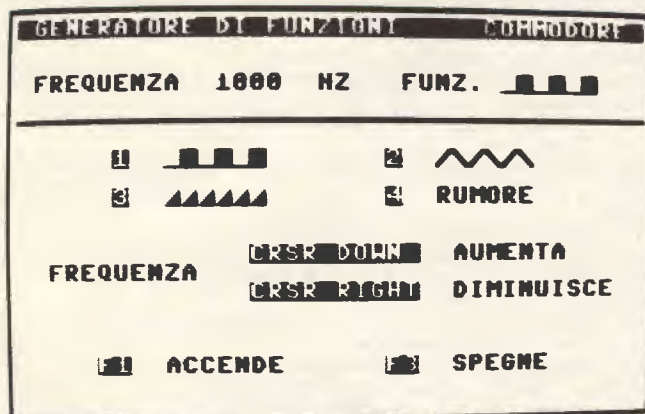 GENERATORE DI FUNZIONI COMMODORE
FREQUENZA 1000 HZ FUNZ.
1 2
3 4 RUMORE
CRSR DOWN AUMENTA
FREQUENZA
CRSR RIGHT DIMINUISCE
F1 ACCENDE F3 SPEGNE